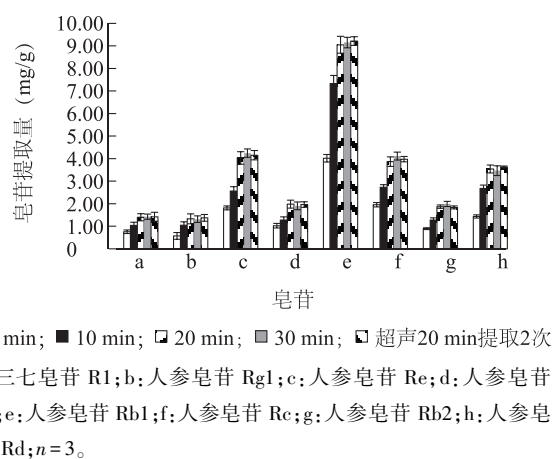 10.00
9.00
8.00
7.00
6.00
5.00
4.00
3.00
2.00
1.00
0
皂苷提取量（mg/g）
a b c d e f g h
皂苷
min; 10 min; 20 min; 30 min; 超声20 min提取2次
三七皂苷 R1;b:人参皂苷 Rg1;c:人参皂苷 Re;d:人参皂苷
;e:人参皂苷 Rb1;f:人参皂苷 Rc;g:人参皂苷 Rb2;h:人参皂
Rd;n=3。